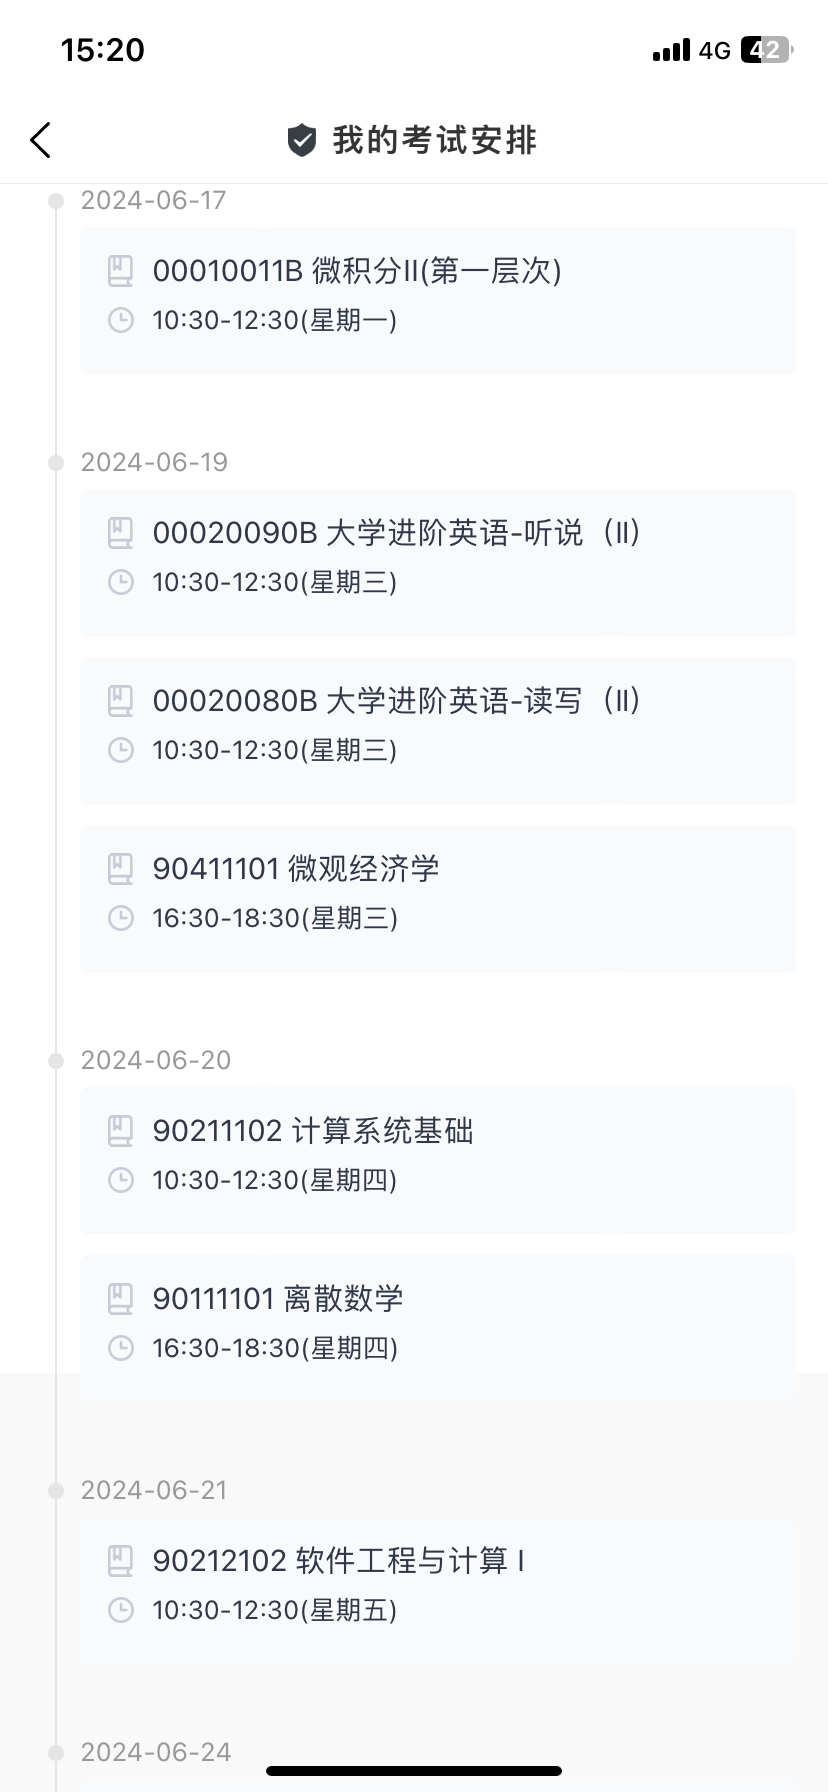 15:20
4G
42
我的考试安排
2024-06-17
00010011B 微积分II(第一层次)
10:30-12:30(星期一)
2024-06-19
00020090B 大学进阶英语-听说（II）
10:30-12:30(星期三)
00020080B 大学进阶英语-读写（II）
10:30-12:30(星期三)
90411101 微观经济学
16:30-18:30(星期三)
2024-06-20
90211102 计算系统基础
10:30-12:30(星期四)
90111101 离散数学
16:30-18:30(星期四)
2024-06-21
90212102 软件工程与计算 I
10:30-12:30(星期五)
2024-06-24